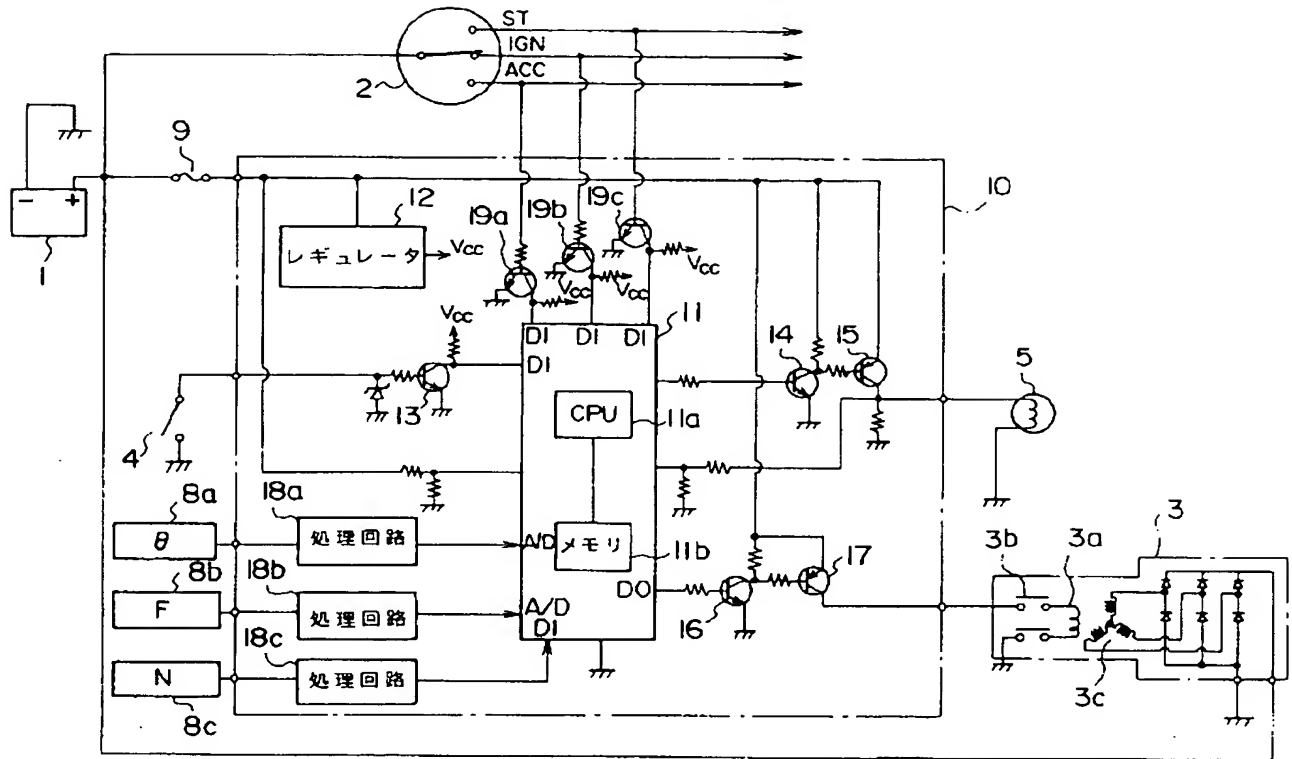 ST
IGN
ACC
2
9
10
- +
1
12
レギュレータ
Vcc
19a
19b
19c
Vcc
Vcc
Vcc
Vcc
DI DI DI
11
DI
13
14
15
5
CPU
11a
4
8a
θ
18a
処理回路
A/D
メモリ
11b
3b
3a
3
8b
F
18b
処理回路
A/D
DO
16
17
DI
18c
N
処理回路
8c
3c